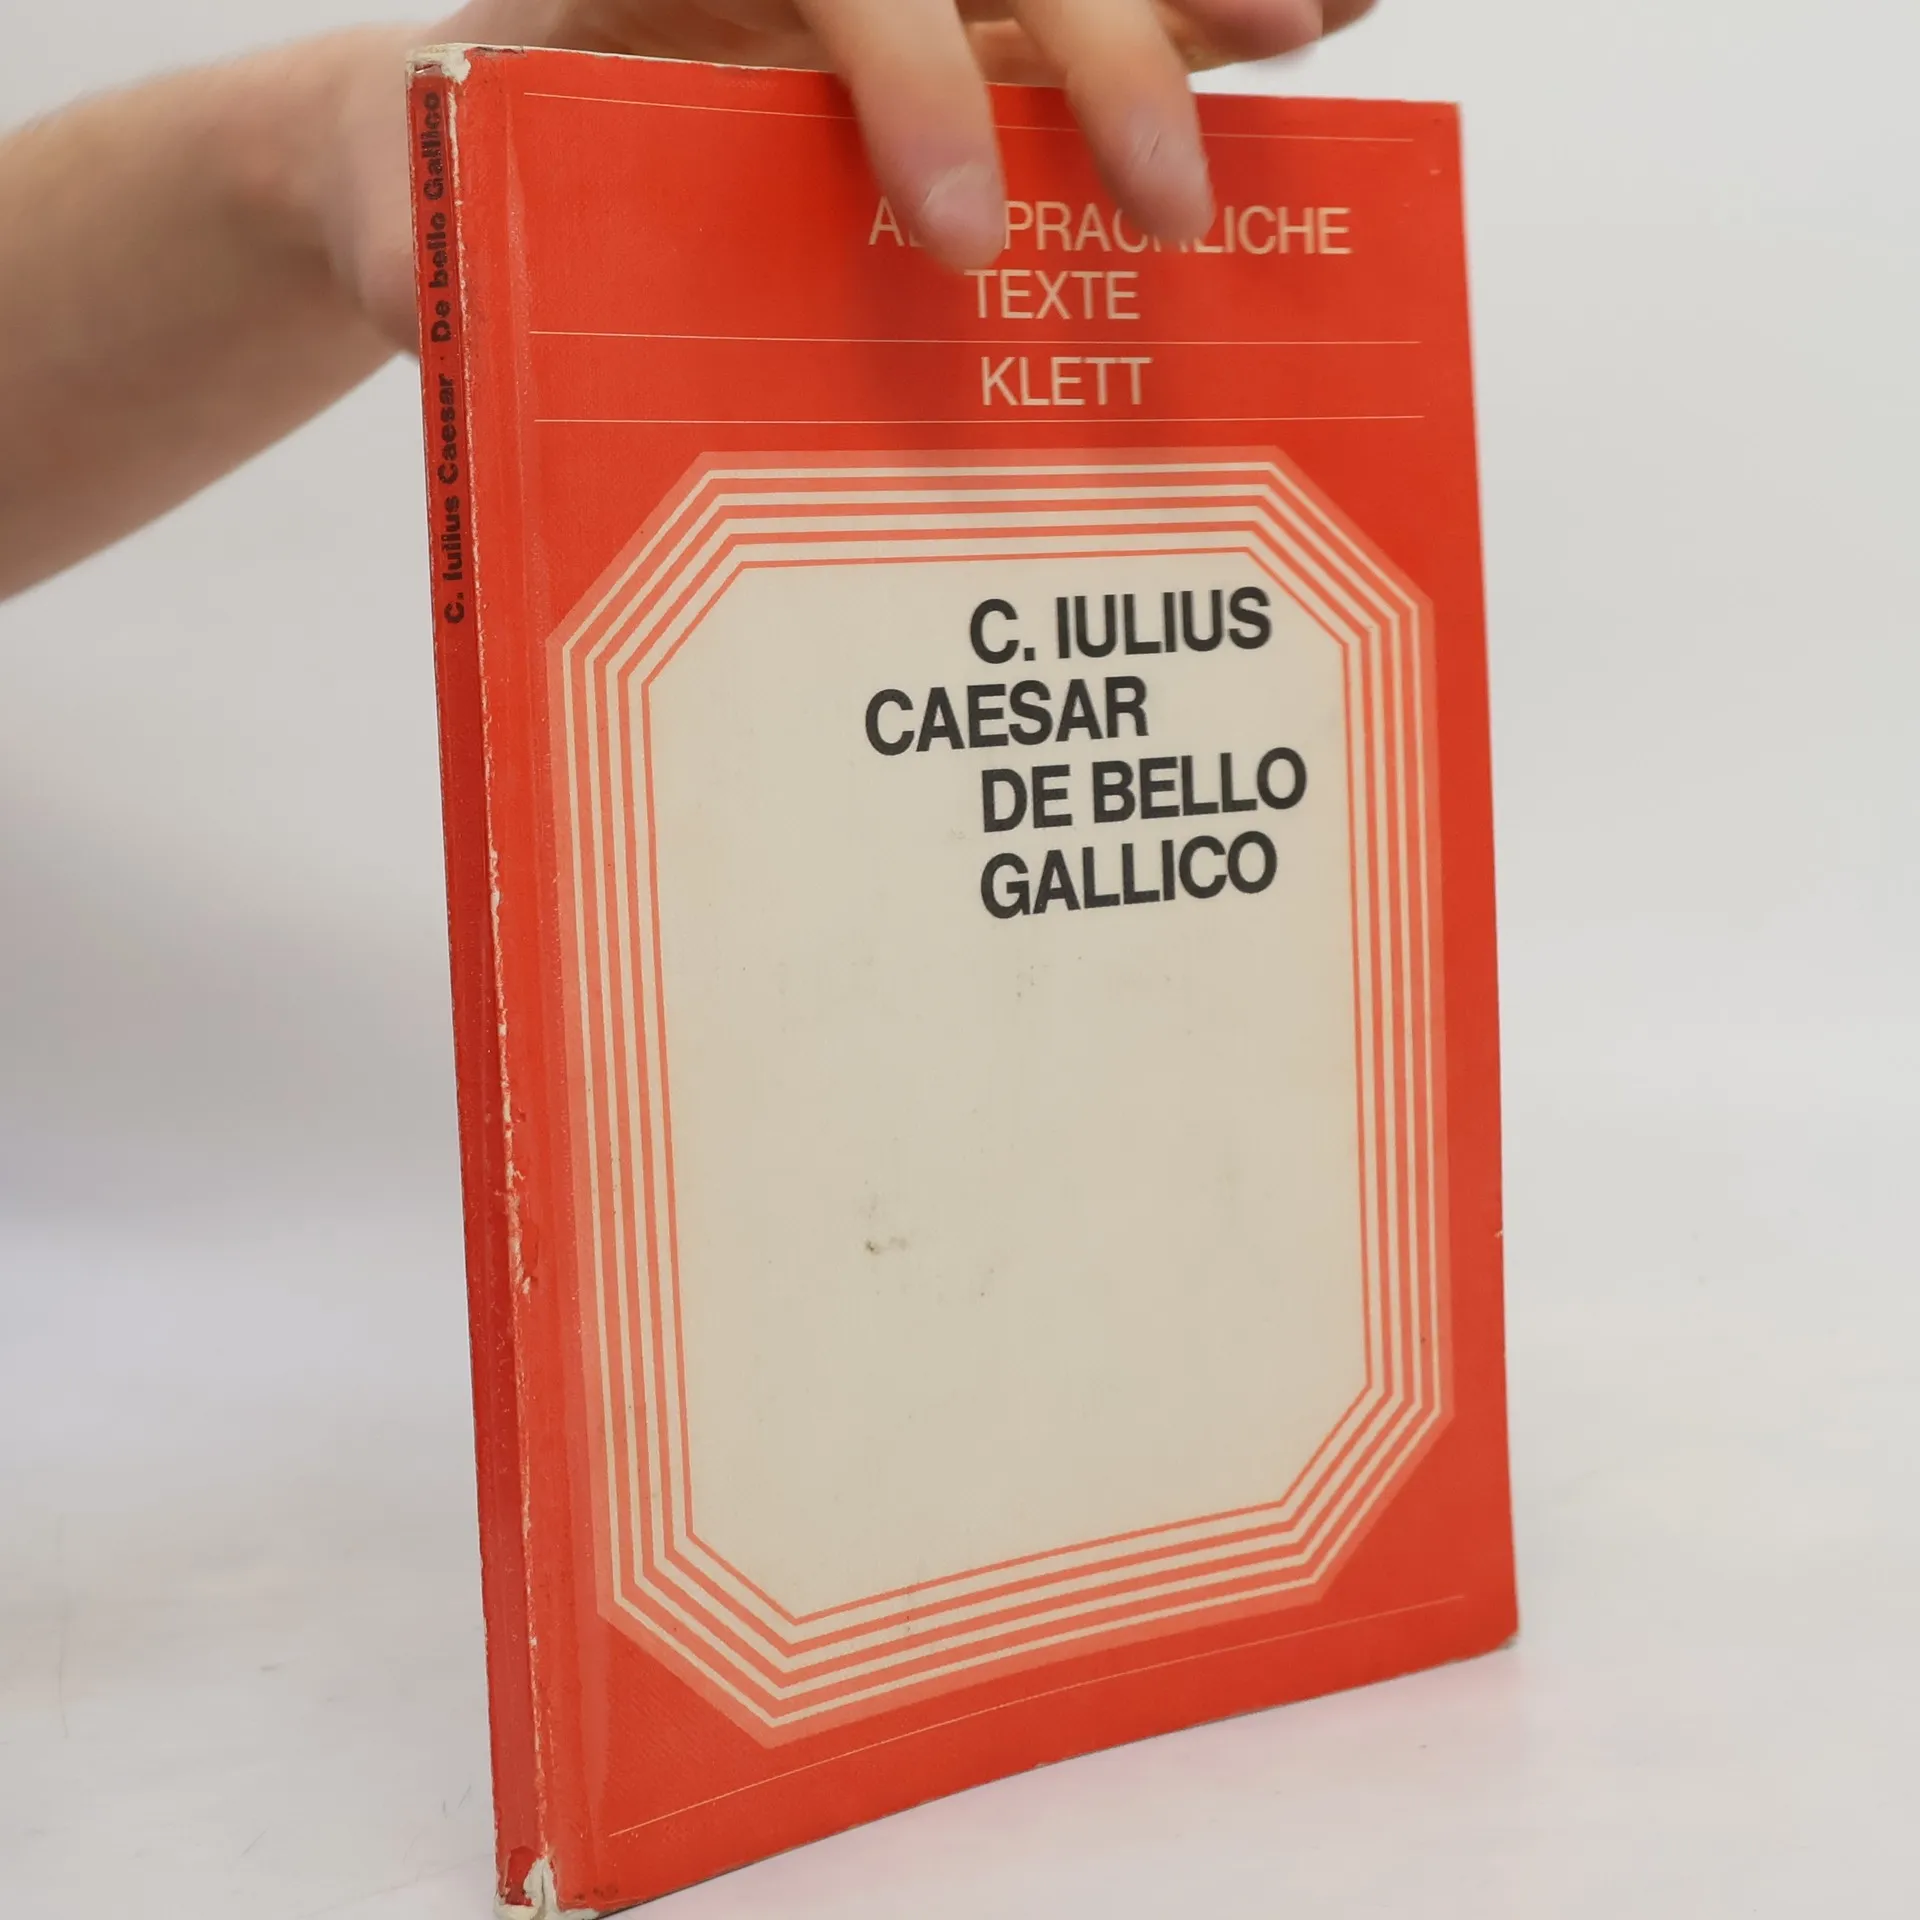 TEXTE
KLETT
C. IULIUS
CAESAR
DE BELLO
GALLICO
C. Iulius Caesar · De bello Gallico